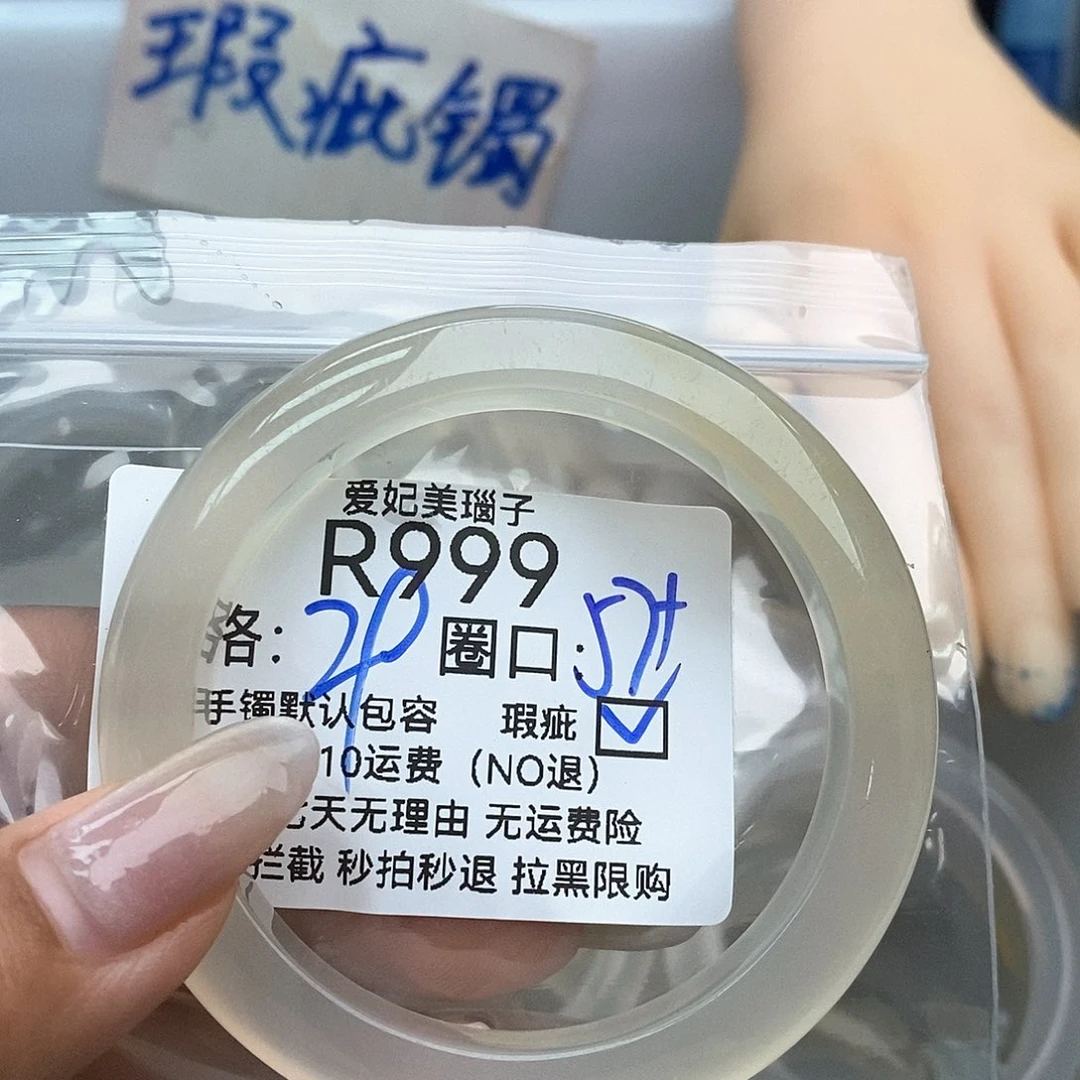 瑕疵镯
爱妃美瑙子
R999
格: 圈口: 57+
手镯默认包容 瑕疵
10运费 (NO退)
七天无理由 无运费险
拦截 秒拍秒退 拉黑限购